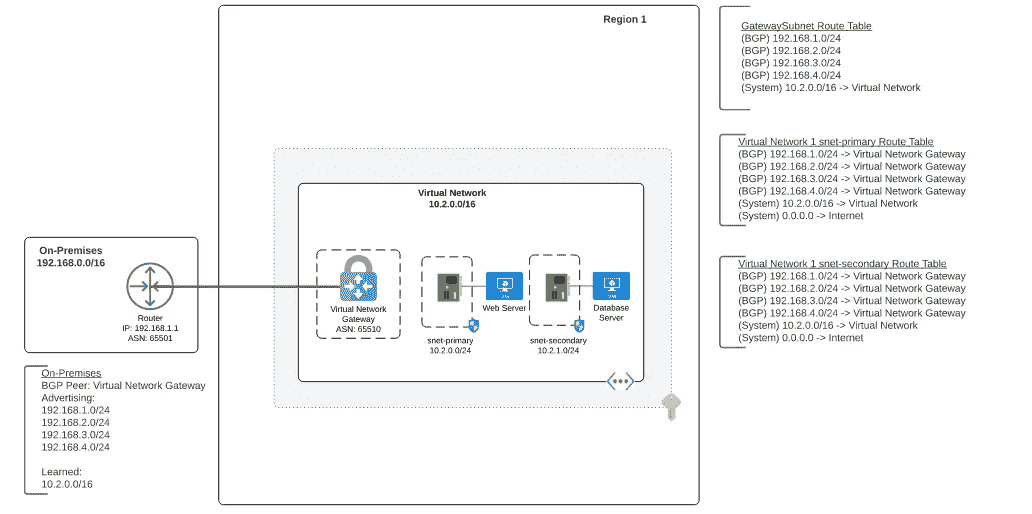 Region 1
Virtual Network
10.2.0.0/16
On-Premises
192.168.0.0/16
Router
IP: 192.168.1.1
ASN: 65501
Virtual Network
Gateway
ASN: 65510
Web Server
Database
Server
snet-primary
10.2.0.0/24
snet-secondary
10.2.1.0/24
On-Premises
BGP Peer: Virtual Network Gateway
Advertising:
192.168.1.0/24
192.168.2.0/24
192.168.3.0/24
192.168.4.0/24
Learned:
10.2.0.0/16
GatewaySubnet Route Table
(BGP) 192.168.1.0/24
(BGP) 192.168.2.0/24
(BGP) 192.168.3.0/24
(BGP) 192.168.4.0/24
(System) 10.2.0.0/16 -> Virtual Network
Virtual Network 1 snet-primary Route Table
(BGP) 192.168.1.0/24 -> Virtual Network Gateway
(BGP) 192.168.2.0/24 -> Virtual Network Gateway
(BGP) 192.168.3.0/24 -> Virtual Network Gateway
(BGP) 192.168.4.0/24 -> Virtual Network Gateway
(System) 10.2.0.0/16 -> Virtual Network
(System) 0.0.0.0 -> Internet
Virtual Network 1 snet-secondary Route Table
(BGP) 192.168.1.0/24 -> Virtual Network Gateway
(BGP) 192.168.2.0/24 -> Virtual Network Gateway
(BGP) 192.168.3.0/24 -> Virtual Network Gateway
(BGP) 192.168.4.0/24 -> Virtual Network Gateway
(System) 10.2.0.0/16 -> Virtual Network
(System) 0.0.0.0 -> Internet